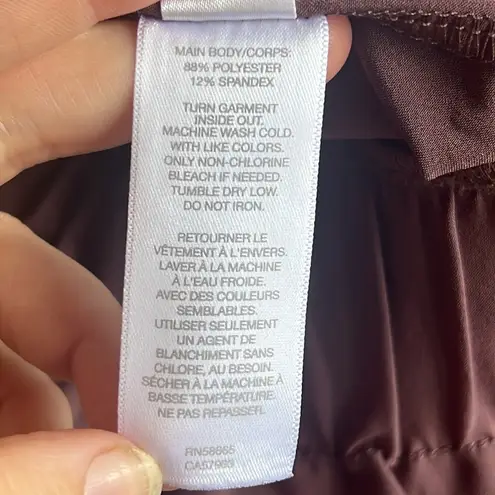 MAIN BODY/CORPS:
88% POLYESTER
12% SPANDEX
TURN GARMENT
INSIDE OUT.
MACHINE WASH COLD.
WITH LIKE COLORS.
ONLY NON-CHLORINE
BLEACH IF NEEDED.
TUMBLE DRY LOW.
DO NOT IRON.
RETOURNER LE
VÊTEMENT À L'ENVERS.
LAVER À LA MACHINE
À L'EAU FROIDE.
AVEC DES COULEURS
SEMBLABLES.
UTILISER SEULEMENT
UN AGENT DE
BLANCHIMENT SANS
CHLORE, AU BESOIN.
SÉCHER À LA MACHINE À
BASSE TEMPÉRATURE.
NE PAS REPASSER.
RN58665
CA57965